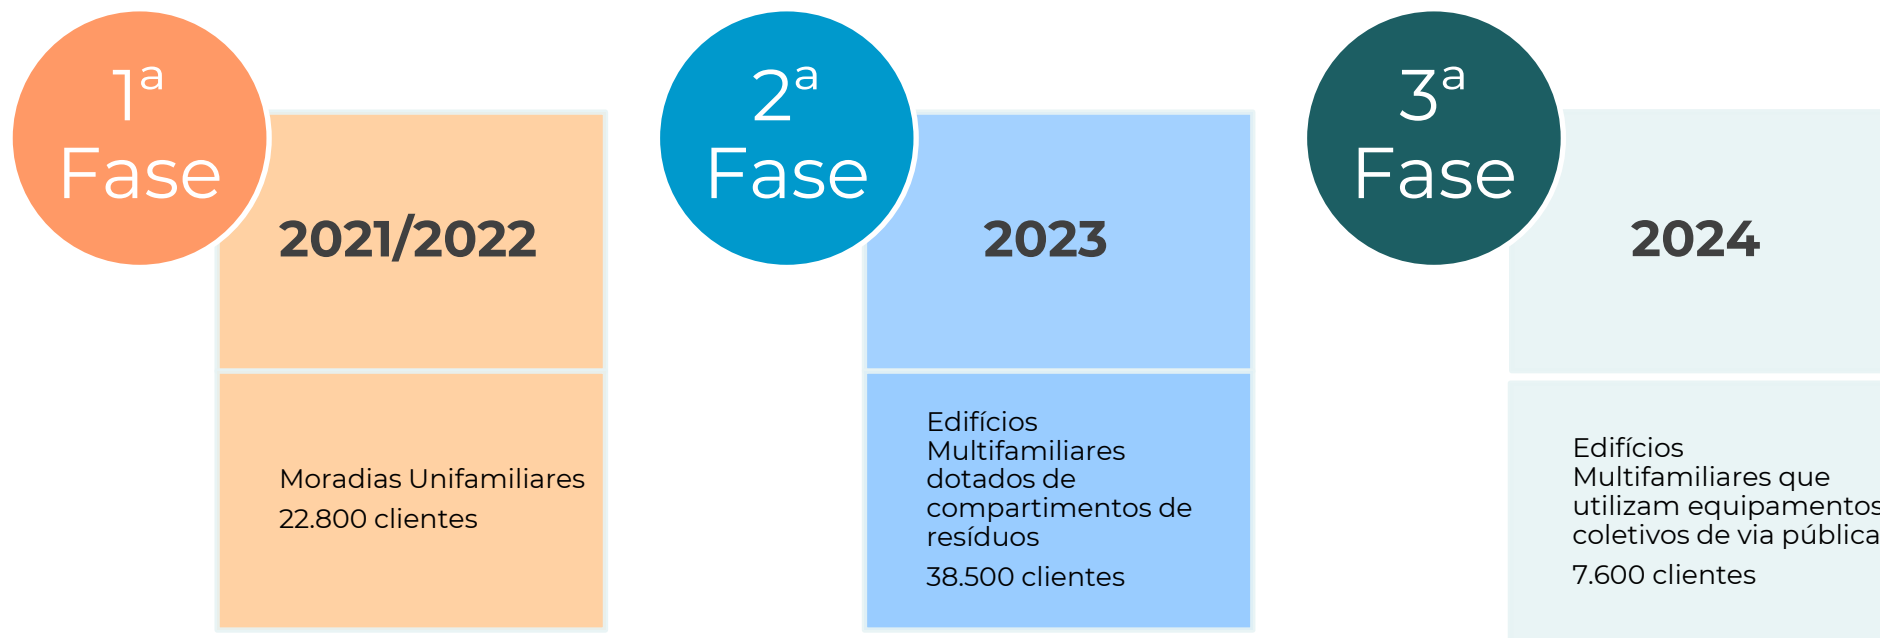 1ª
Fase
2021/2022
Moradias Unifamiliares
22.800 clientes
2ª
Fase
2023
Edifícios
Multifamiliares
dotados de
compartimentos de
resíduos
38.500 clientes
3ª
Fase
2024
Edifícios
Multifamiliares que
utilizam equipamentos
coletivos de via pública
7.600 clientes